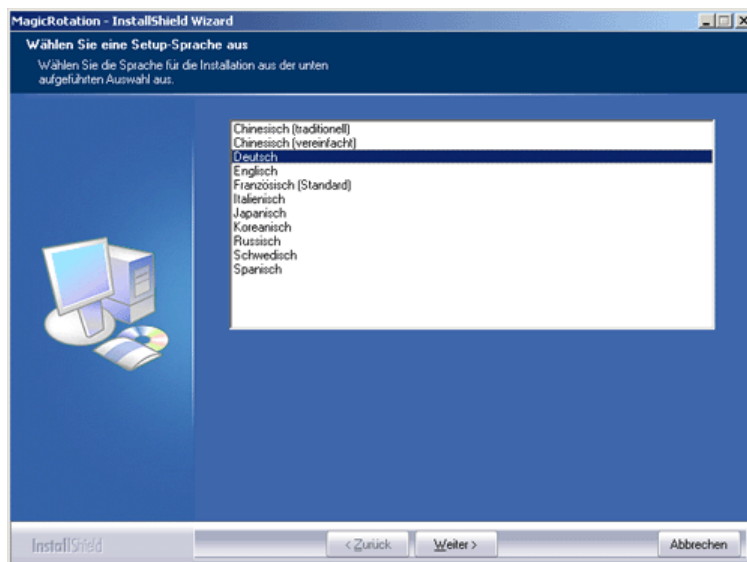 MagicRotation - InstallShield Wizard
Wählen Sie eine Setup-Sprache aus
Wählen Sie die Sprache für die Installation aus der unten
aufgeführten Auswahl aus.
Chinesisch (traditionell)
Chinesisch (vereinfacht)
Deutsch
Englisch
Französisch (Standard)
Italienisch
Japanisch
Koreanisch
Russisch
Schwedisch
Spanisch
InstallShield
< Zurück
Weiter >
Abbrechen